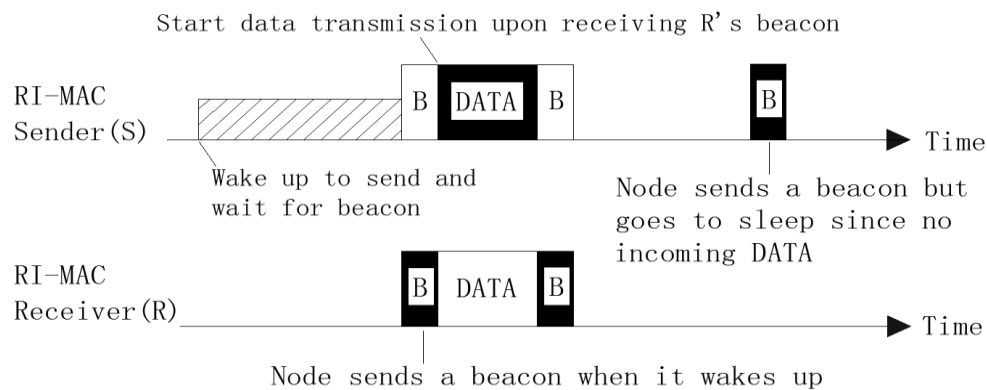 Start data transmission upon receiving R's beacon
RI-MAC
Sender(S)
B
DATA
B
B
Time
Wake up to send and
wait for beacon
Node sends a beacon but
goes to sleep since no
incoming DATA
RI-MAC
Receiver(R)
B
DATA
B
Time
Node sends a beacon when it wakes up